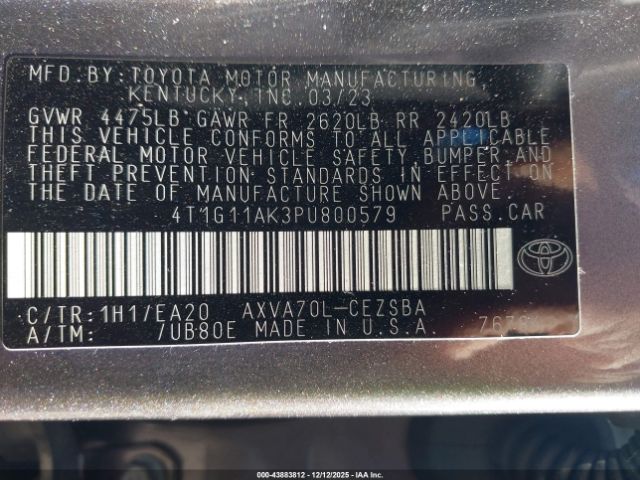 MFD.BY: TOYOTA MOTOR MANUFACTURING,
KENTUCKY, INC. 03/23
GVWR 4475LB GAWR FR 2620LB RR 2420LB
THIS VEHICLE CONFORMS TO ALL APPLICABLE
FEDERAL MOTOR VEHICLE SAFETY, BUMPER, AND
THEFT PREVENTION STANDARDS IN EFFECT ON
THE DATE OF MANUFACTURE SHOWN ABOVE.
4T1G11AK3PU800579 PASS.CAR
C/TR: 1H1/EA20 AXVA70L-CEZSBA
A/TM: /UB80E MADE IN U.S.A.
000-43883812 - 12/12/2025 - IAAI.COM